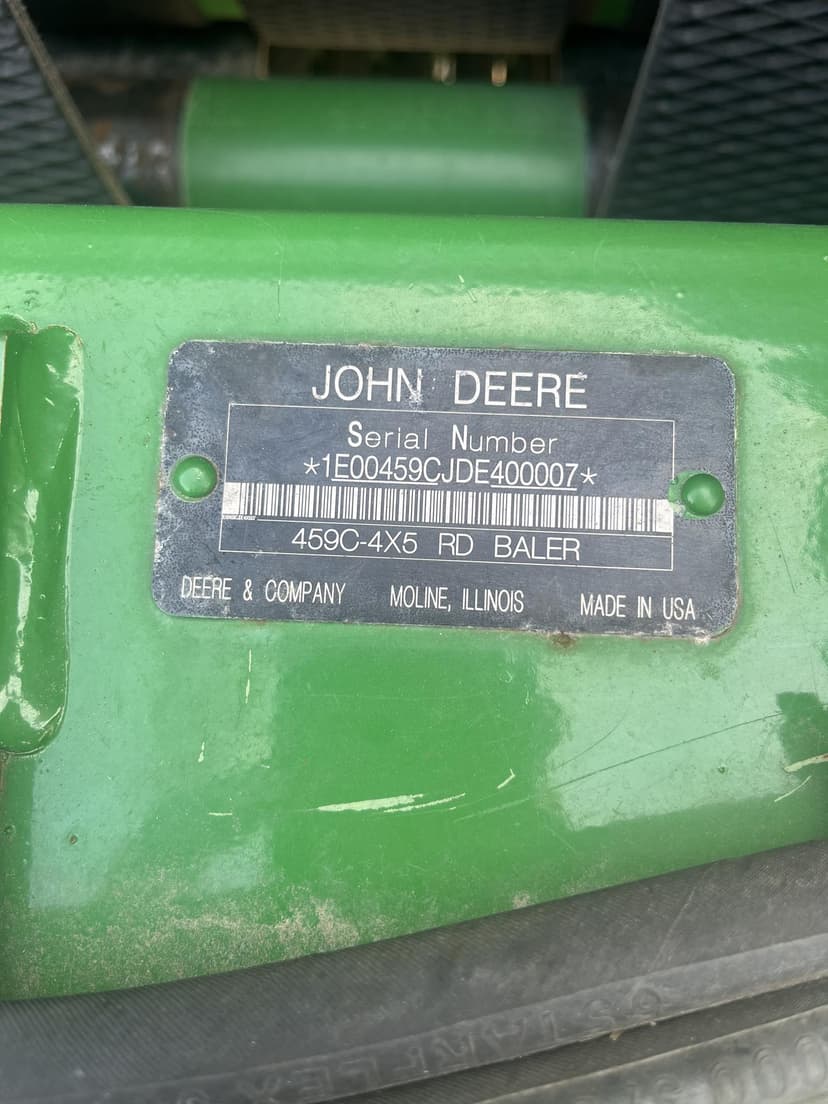 JOHN DEERE
Serial Number
*1E00459CJDE400007*
459C-4X5 RD BALER
DEERE & COMPANY MOLINE, ILLINOIS MADE IN USA